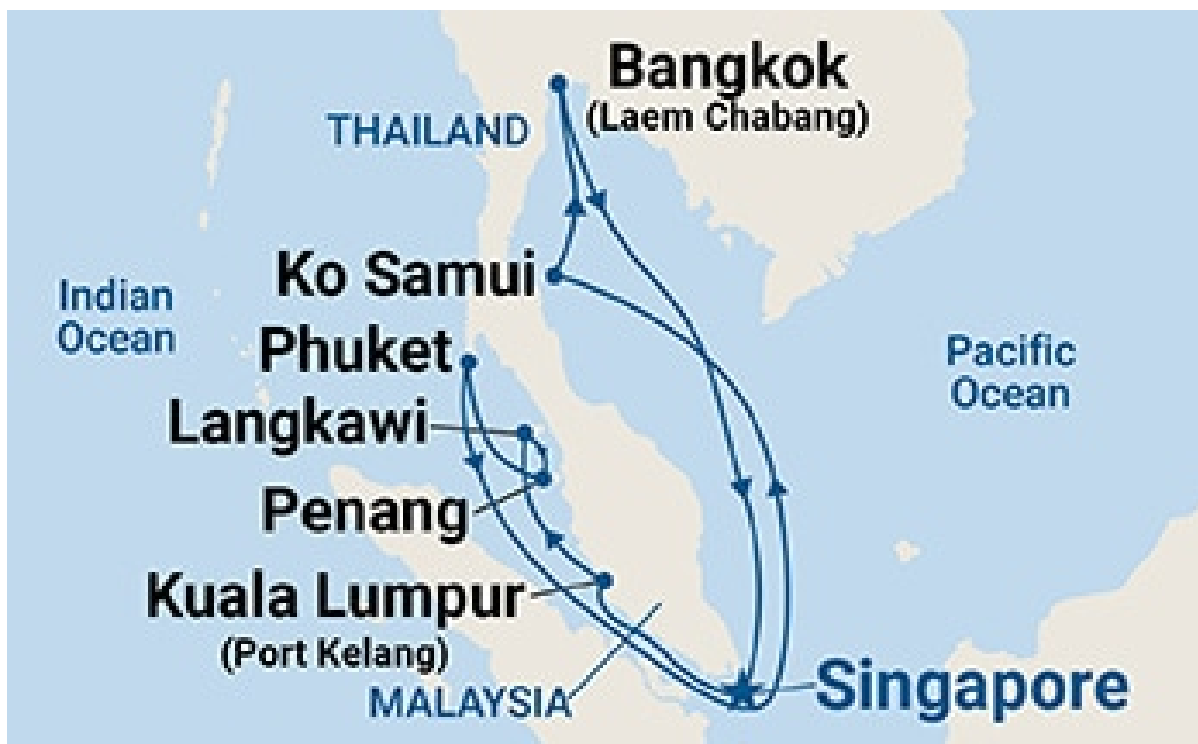 Bangkok
(Laem Chabang)
THAILAND
Ko Samui
Indian
Ocean
Phuket
Pacific
Ocean
Langkawi
Penang
Kuala Lumpur
(Port Kelang)
MALAYSIA
Singapore